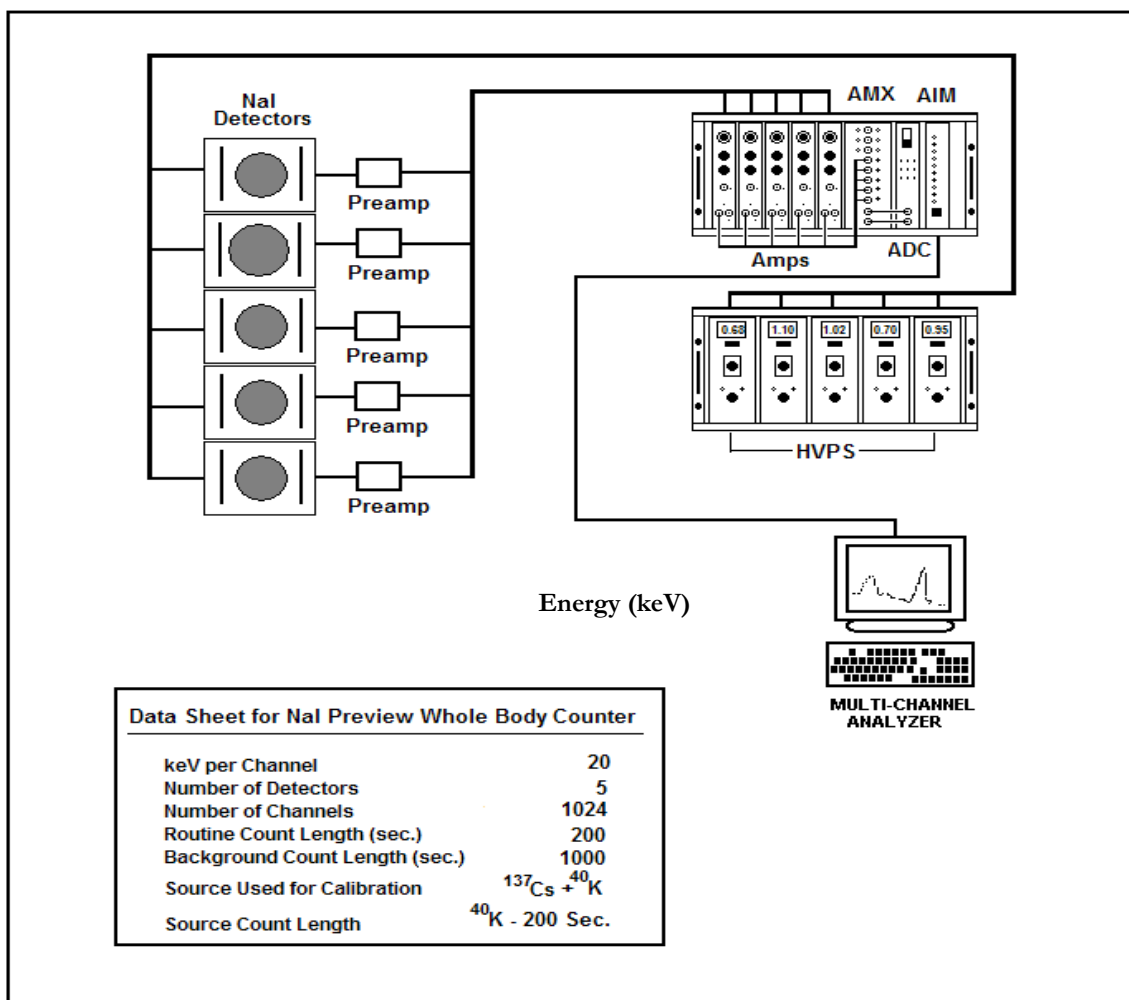 NaI
Detectors
AMX AIM
Preamp
Preamp
Preamp
Preamp
Preamp
Amps
ADC
0.68 1.10 1.02 0.70 0.95
HVPS
Energy (keV)
MULTI-CHANNEL
ANALYZER
Data Sheet for NaI Preview Whole Body Counter
keV per Channel 20
Number of Detectors 5
Number of Channels 1024
Routine Count Length (sec.) 200
Background Count Length (sec.) 1000
Source Used for Calibration ¹³⁷Cs + ⁴⁰K
Source Count Length ⁴⁰K - 200 Sec.